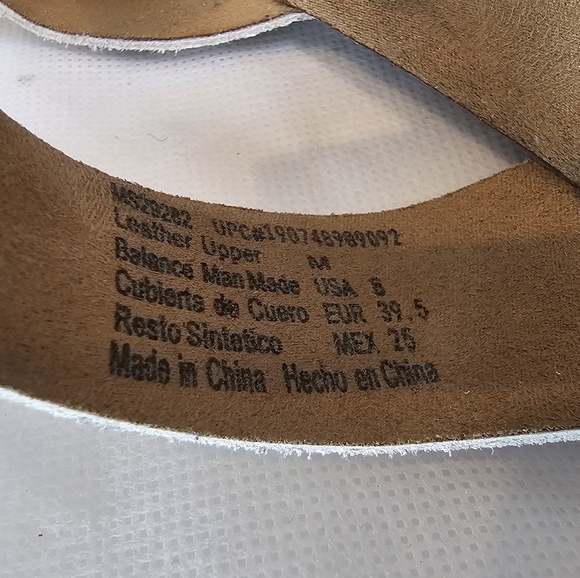 MS29282 UPC#190748989092
Leather Upper M
Balance Man Made USA 8
Cubierta de Cuero EUR 39.5
Resto Sintetico MEX 25
Made in China Hecho en China